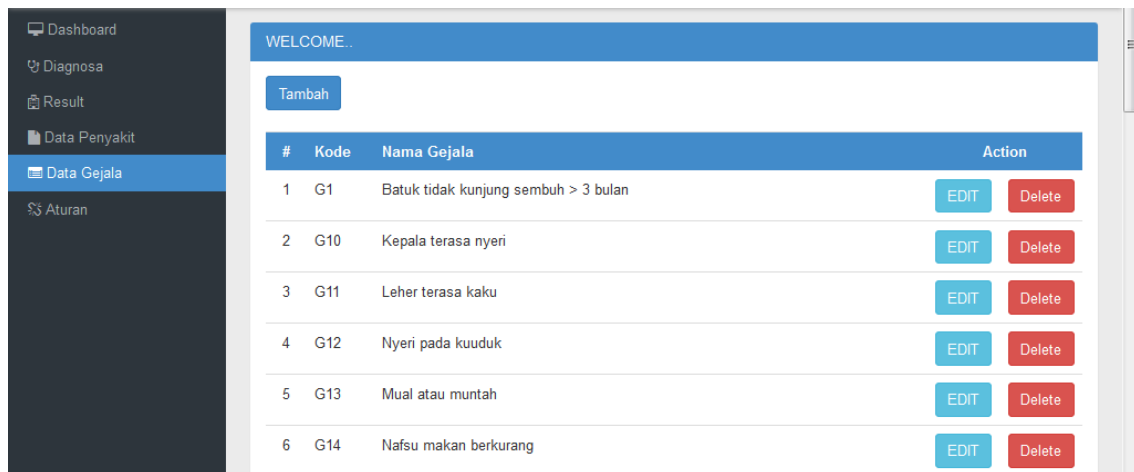 Dashboard
Diagnosa
Result
Data Penyakit
Data Gejala
Aturan
WELCOME..
Tambah
# Kode Nama Gejala Action
1 G1 Batuk tidak kunjung sembuh > 3 bulan EDIT Delete
2 G10 Kepala terasa nyeri EDIT Delete
3 G11 Leher terasa kaku EDIT Delete
4 G12 Nyeri pada kuuduk EDIT Delete
5 G13 Mual atau muntah EDIT Delete
6 G14 Nafsu makan berkurang EDIT Delete